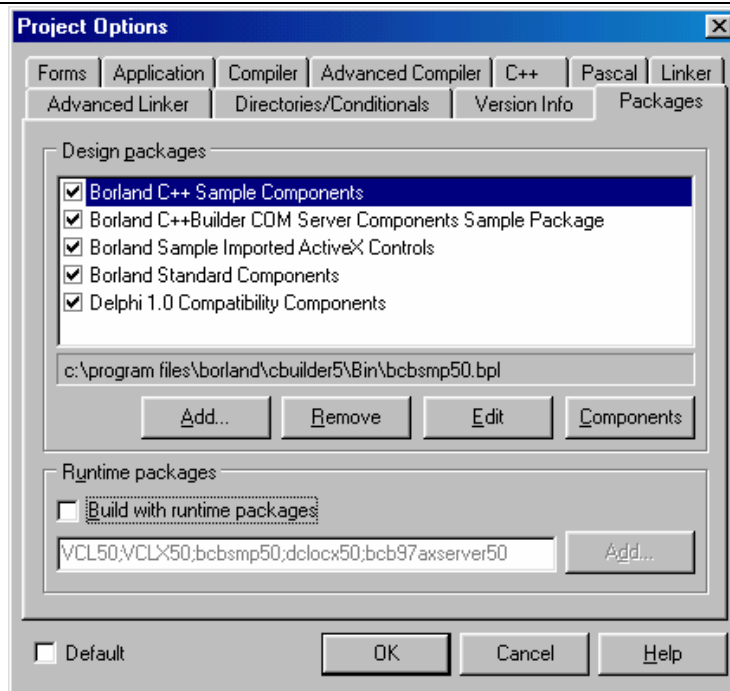 Project Options
Forms Application Compiler Advanced Compiler C++ Pascal Linker
Advanced Linker Directories/Conditionals Version Info Packages
Design packages
Borland C++ Sample Components
Borland C++Builder COM Server Components Sample Package
Borland Sample Imported ActiveX Controls
Borland Standard Components
Delphi 1.0 Compatibility Components
c:\program files\borland\cbuilder5\Bin\bcbsmp50.bpl
Add... Remove Edit Components
Runtime packages
Build with runtime packages
VCL50;VCLX50;bcbsmp50;dclocx50;bcb97axserver50 Add...
Default OK Cancel Help